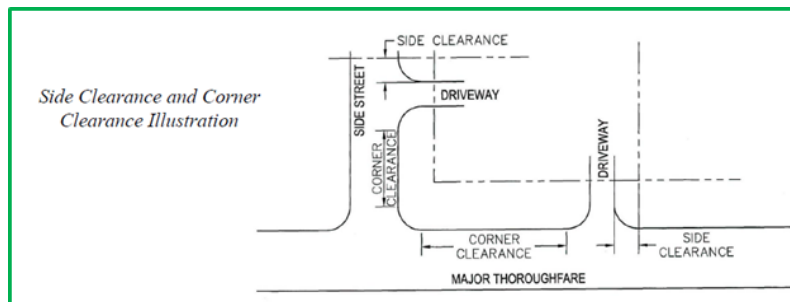 Side Clearance and Corner
Clearance Illustration
SIDE CLEARANCE
SIDE STREET
DRIVEWAY
CORNER
CLEARANCE
DRIVEWAY
CORNER
CLEARANCE
SIDE
CLEARANCE
MAJOR THOROUGHFARE